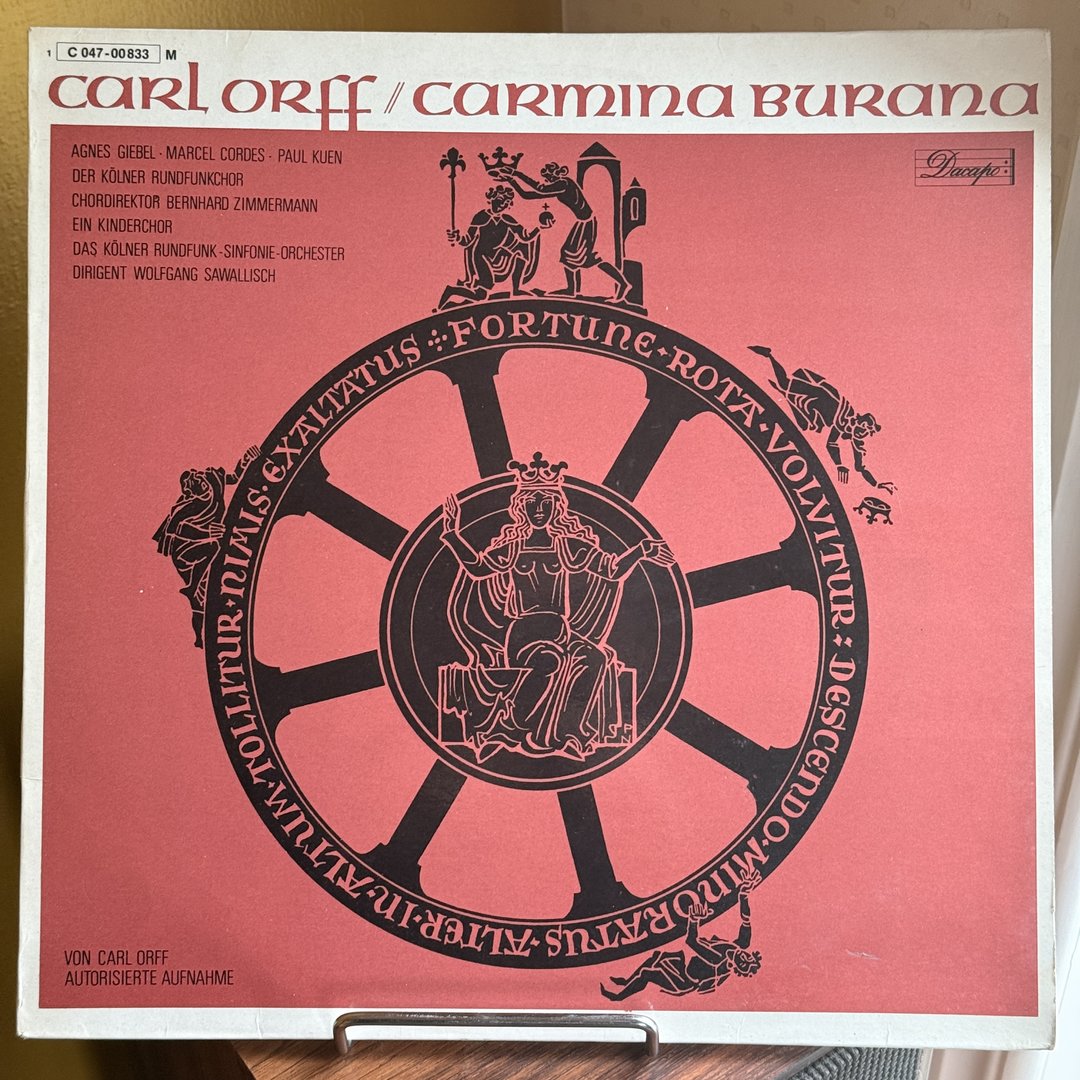 1 C 047-00833 M
CARL ORFF // CARMINA BURANA
AGNES GIEBEL · MARCEL CORDES · PAUL KUEN
DER KÖLNER RUNDFUNKCHOR
CHORDIREKTOR BERNHARD ZIMMERMANN
EIN KINDERCHOR
DAS KÖLNER RUNDFUNK-SINFONIE-ORCHESTER
DIRIGENT WOLFGANG SAWALLISCH
Dacapo
FORTUNE · ROTA · VOLVITUR : DESCENDO · MINORATUS · ALTER · IN · ALTUM · TOLLITUR · NIMIS · EXALTATUS
VON CARL ORFF
AUTORISIERTE AUFNAHME